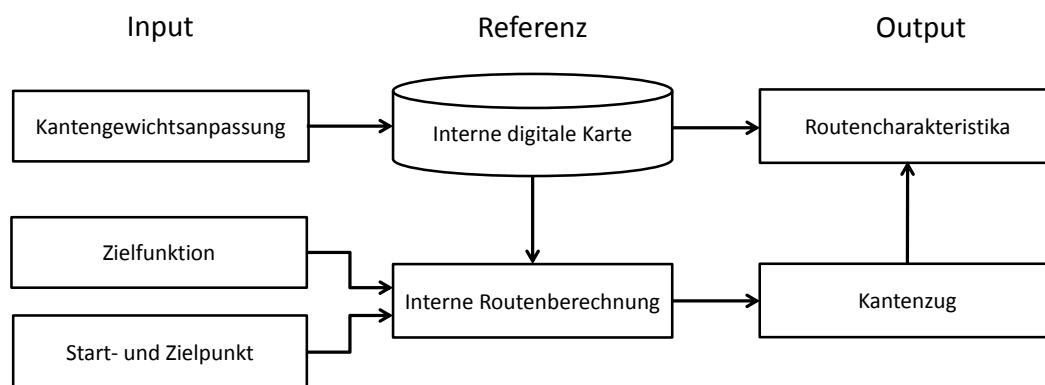 Input
Referenz
Output
Kantengewichtsanpassung
Interne digitale Karte
Routencharakteristika
Zielfunktion
Interne Routenberechnung
Kantenzug
Start- und Zielpunkt